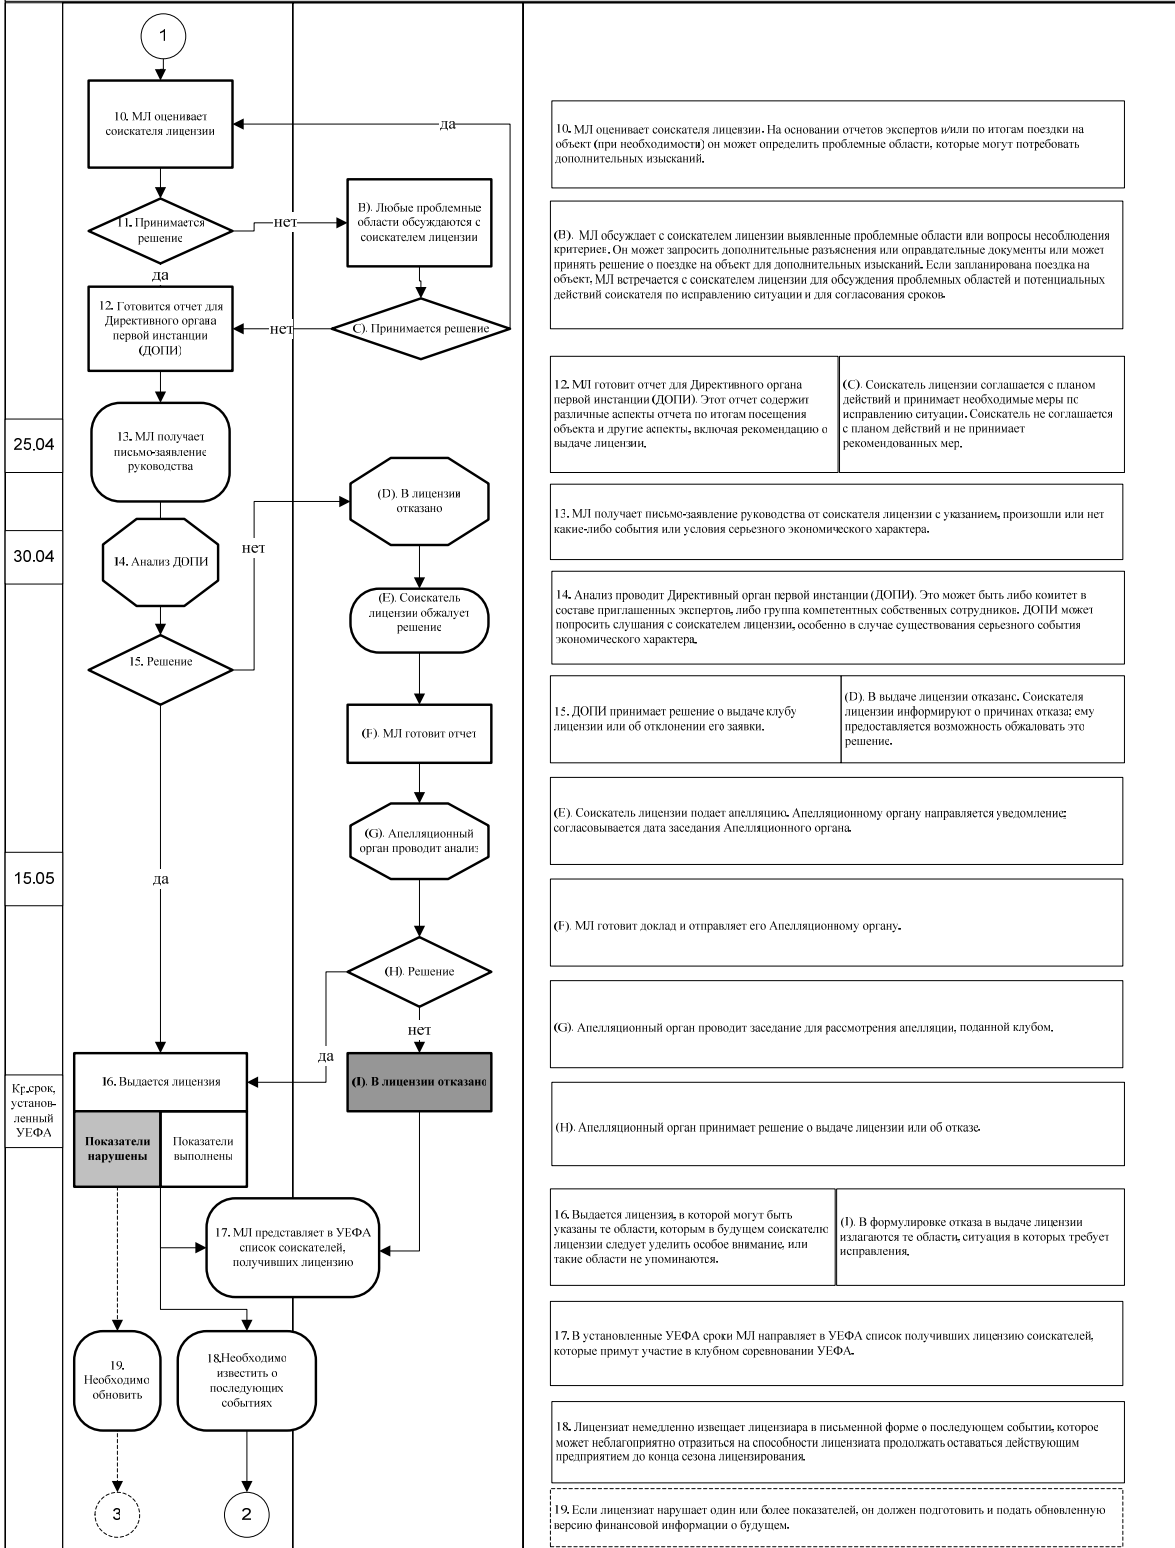 1
10. МЛ оценивает
соискателя лицензии
да
11. Принимается
решение
нет
В). Любые проблемные
области обсуждаются с
соискателем лицензии
да
12. Готовится отчет для
Директивного органа
первой инстанции
(ДОПИ)
нет
С). Принимается решение
25.04
13. МЛ получает
письмо-заявление
руководства
(D). В лицензии
отказано
30.04
14. Анализ ДОПИ
нет
(E). Соискатель
лицензии обжалует
решение
15. Решение
(F). МЛ готовит отчет
(G). Апелляционный
орган проводит анализ
15.05
да
(H). Решение
нет
да
16. Выдается лицензия
(I). В лицензии отказано
Кр.срок,
установ-
ленный
УЕФА
Показатели
нарушены
Показатели
выполнены
17. МЛ представляет в УЕФА
список соискателей,
получивших лицензию
19.
Необходимо
обновить
18.Необходимо
известить о
последующих
событиях
3
2
10. МЛ оценивает соискателя лицензии. На основании отчетов экспертов и/или по итогам поездки на
объект (при необходимости) он может определить проблемные области, которые могут потребовать
дополнительных изысканий.
(В). МЛ обсуждает с соискателем лицензии выявленные проблемные области или вопросы несоблюдения
критериев. Он может запросить дополнительные разъяснения или оправдательные документы или может
принять решение о поездке на объект для дополнительных изысканий. Если запланирована поездка на
объект, МЛ встречается с соискателем лицензии для обсуждения проблемных областей и потенциальных
действий соискателя по исправлению ситуации и для согласования сроков.
12. МЛ готовит отчет для Директивного органа
первой инстанции (ДОПИ). Этот отчет содержит
различные аспекты отчета по итогам посещения
объекта и другие аспекты, включая рекомендацию о
выдаче лицензии.
(С). Соискатель лицензии соглашается с планом
действий и принимает необходимые меры по
исправлению ситуации. Соискатель не соглашается
с планом действий и не принимает
рекомендованных мер.
13. МЛ получает письмо-заявление руководства от соискателя лицензии с указанием, произошли или нет
какие-либо события или условия серьезного экономического характера.
14. Анализ проводит Директивный орган первой инстанции (ДОПИ). Это может быть либо комитет в
составе приглашенных экспертов, либо группа компетентных собственных сотрудников. ДОПИ может
попросить слушания с соискателем лицензии, особенно в случае существования серьезного события
экономического характера.
15. ДОПИ принимает решение о выдаче клубу
лицензии или об отклонении его заявки.
(D). В выдаче лицензии отказано. Соискателя
лицензии информируют о причинах отказа; ему
предоставляется возможность обжаловать это
решение.
(E). Соискатель лицензии подает апелляцию. Апелляционному органу направляется уведомление;
согласовывается дата заседания Апелляционного органа.
(F). МЛ готовит доклад и отправляет его Апелляционному органу.
(G). Апелляционный орган проводит заседание для рассмотрения апелляции, поданной клубом.
(H). Апелляционный орган принимает решение о выдаче лицензии или об отказе.
16. Выдается лицензия, в которой могут быть
указаны те области, которым в будущем соискателю
лицензии следует уделить особое внимание, или
такие области не упоминаются.
(I). В формулировке отказа в выдаче лицензии
излагаются те области, ситуация в которых требует
исправления.
17. В установленные УЕФА сроки МЛ направляет в УЕФА список получивших лицензию соискателей,
которые примут участие в клубном соревновании УЕФА.
18. Лицензиат немедленно извещает лицензиара в письменной форме о последующем событии, которое
может неблагоприятно отразиться на способности лицензиата продолжать оставаться действующим
предприятием до конца сезона лицензирования.
19. Если лицензиат нарушает один или более показателей, он должен подготовить и подать обновленную
версию финансовой информации о будущем.